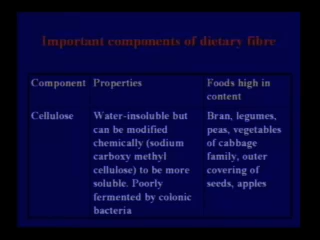 Important components of dietary fibre
Component Properties Foods high in
content
Cellulose Water-insoluble but Bran, legumes,
can be modified peas, vegetables
chemically (sodium of cabbage
carboxy methyl family, outer
cellulose) to be more covering of
soluble. Poorly seeds, apples
fermented by colonic
bacteria